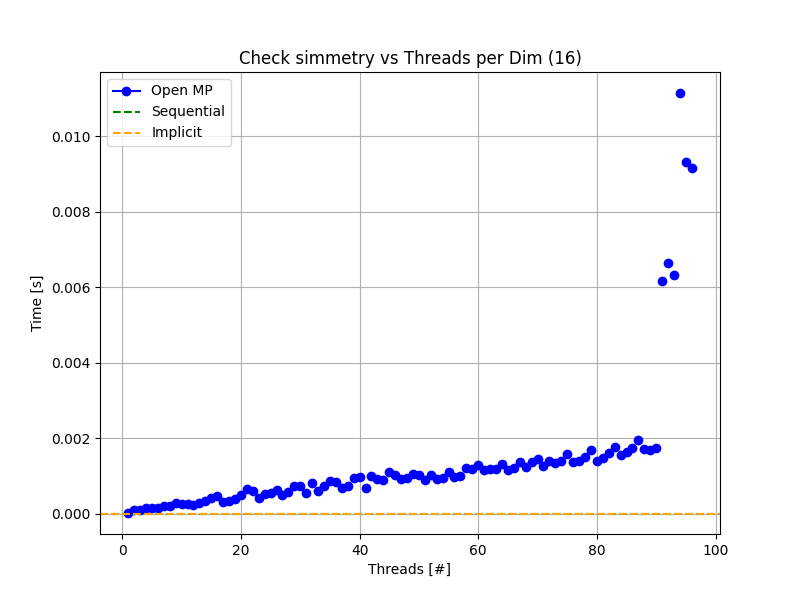 Check simmetry vs Threads per Dim (16)
Open MP
Sequential
Implicit
0.010
0.008
0.006
0.004
0.002
0.000
Time [s]
0 20 40 60 80 100
Threads [#]